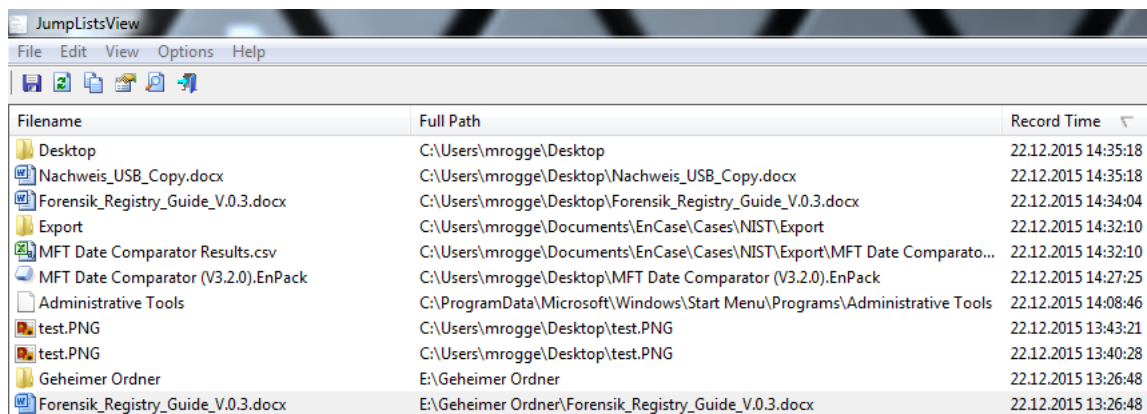 JumpListsView
File Edit View Options Help
Filename Full Path Record Time
Desktop C:\Users\mrogge\Desktop 22.12.2015 14:35:18
Nachweis_USB_Copy.docx C:\Users\mrogge\Desktop\Nachweis_USB_Copy.docx 22.12.2015 14:35:18
Forensik_Registry_Guide_V.0.3.docx C:\Users\mrogge\Desktop\Forensik_Registry_Guide_V.0.3.docx 22.12.2015 14:34:04
Export C:\Users\mrogge\Documents\EnCase\Cases\NIST\Export 22.12.2015 14:32:10
MFT Date Comparator Results.csv C:\Users\mrogge\Documents\EnCase\Cases\NIST\Export\MFT Date Comparato... 22.12.2015 14:32:10
MFT Date Comparator (V3.2.0).EnPack C:\Users\mrogge\Desktop\MFT Date Comparator (V3.2.0).EnPack 22.12.2015 14:27:25
Administrative Tools C:\ProgramData\Microsoft\Windows\Start Menu\Programs\Administrative Tools 22.12.2015 14:08:46
test.PNG C:\Users\mrogge\Desktop\test.PNG 22.12.2015 13:43:21
test.PNG C:\Users\mrogge\Desktop\test.PNG 22.12.2015 13:40:28
Geheimer Ordner E:\Geheimer Ordner 22.12.2015 13:26:48
Forensik_Registry_Guide_V.0.3.docx E:\Geheimer Ordner\Forensik_Registry_Guide_V.0.3.docx 22.12.2015 13:26:48